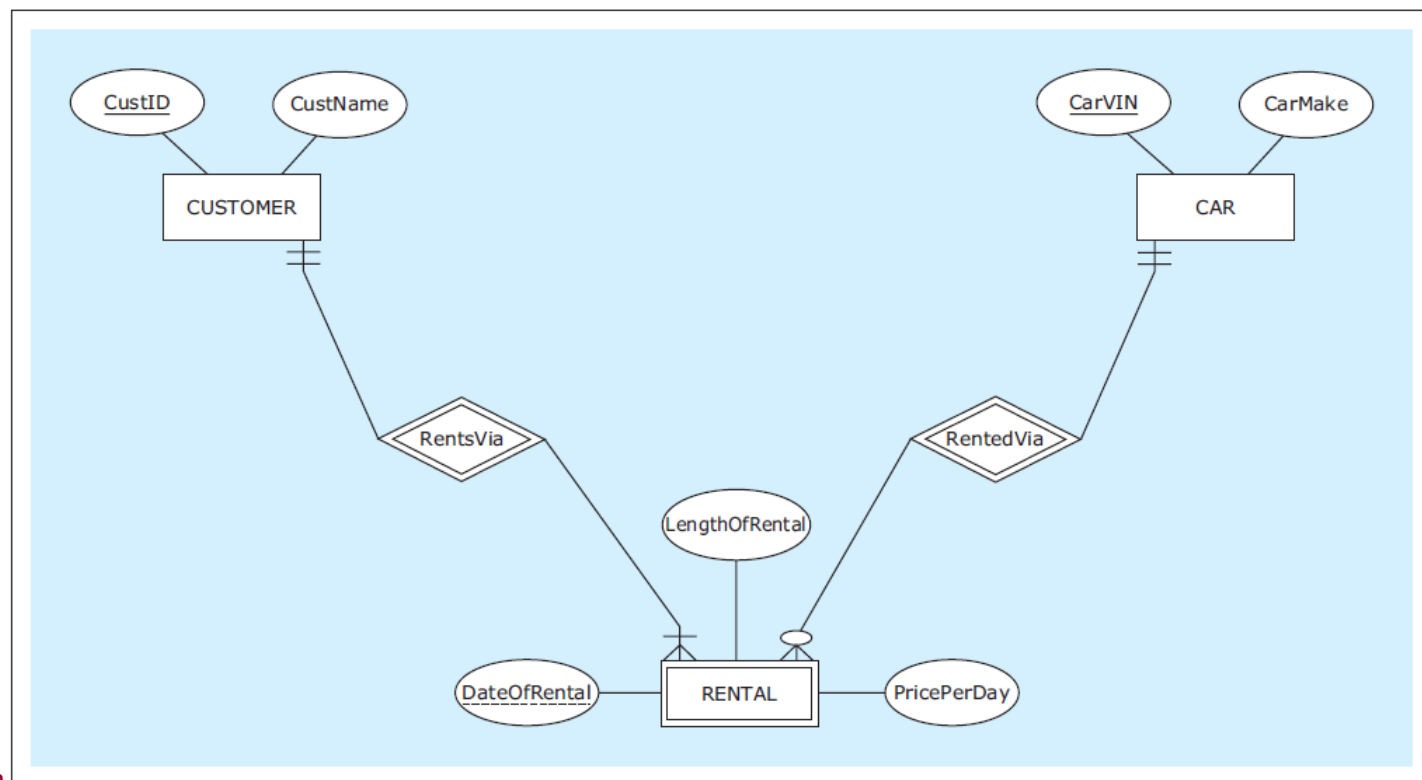 CustID
CustName
CarVIN
CarMake
CUSTOMER
CAR
RentsVia
RentedVia
LengthOfRental
DateOfRental
RENTAL
PricePerDay